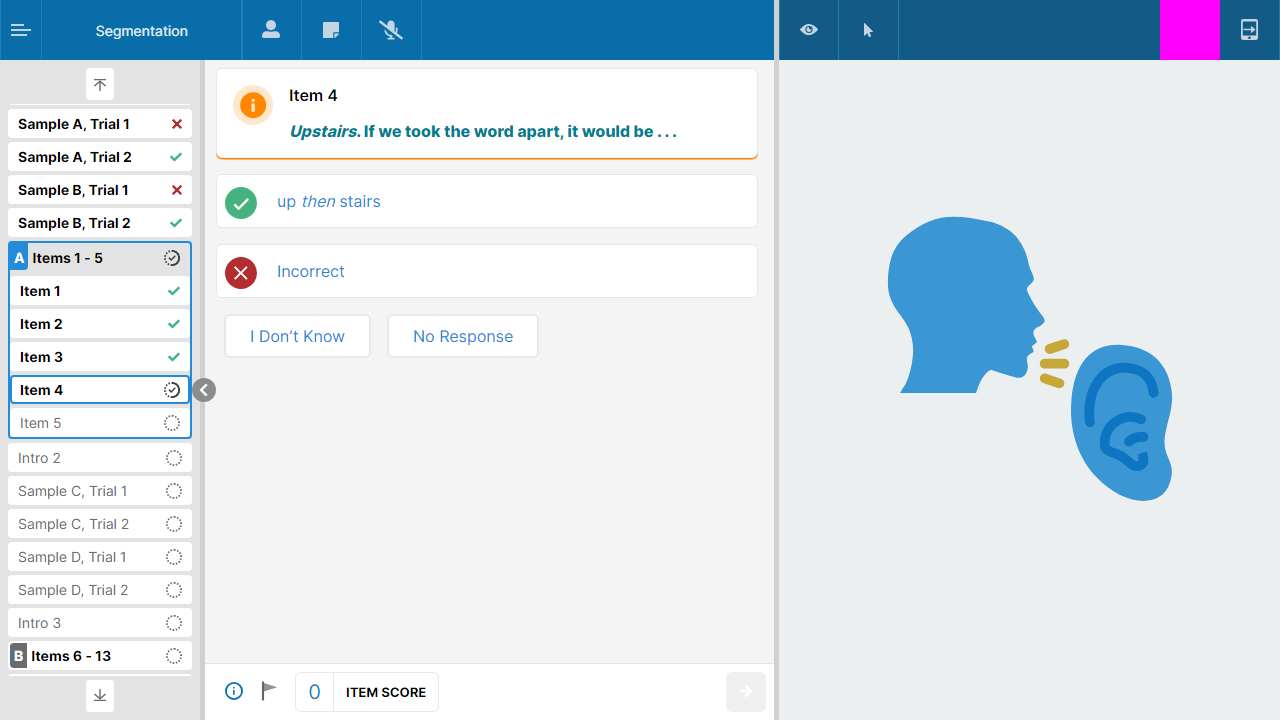 Segmentation
Sample A, Trial 1
Sample A, Trial 2
Sample B, Trial 1
Sample B, Trial 2
A Items 1 - 5
Item 1
Item 2
Item 3
Item 4
Item 5
Intro 2
Sample C, Trial 1
Sample C, Trial 2
Sample D, Trial 1
Sample D, Trial 2
Intro 3
B Items 6 - 13
Item 4
Upstairs. If we took the word apart, it would be . . .
up then stairs
Incorrect
I Don’t Know
No Response
0 ITEM SCORE